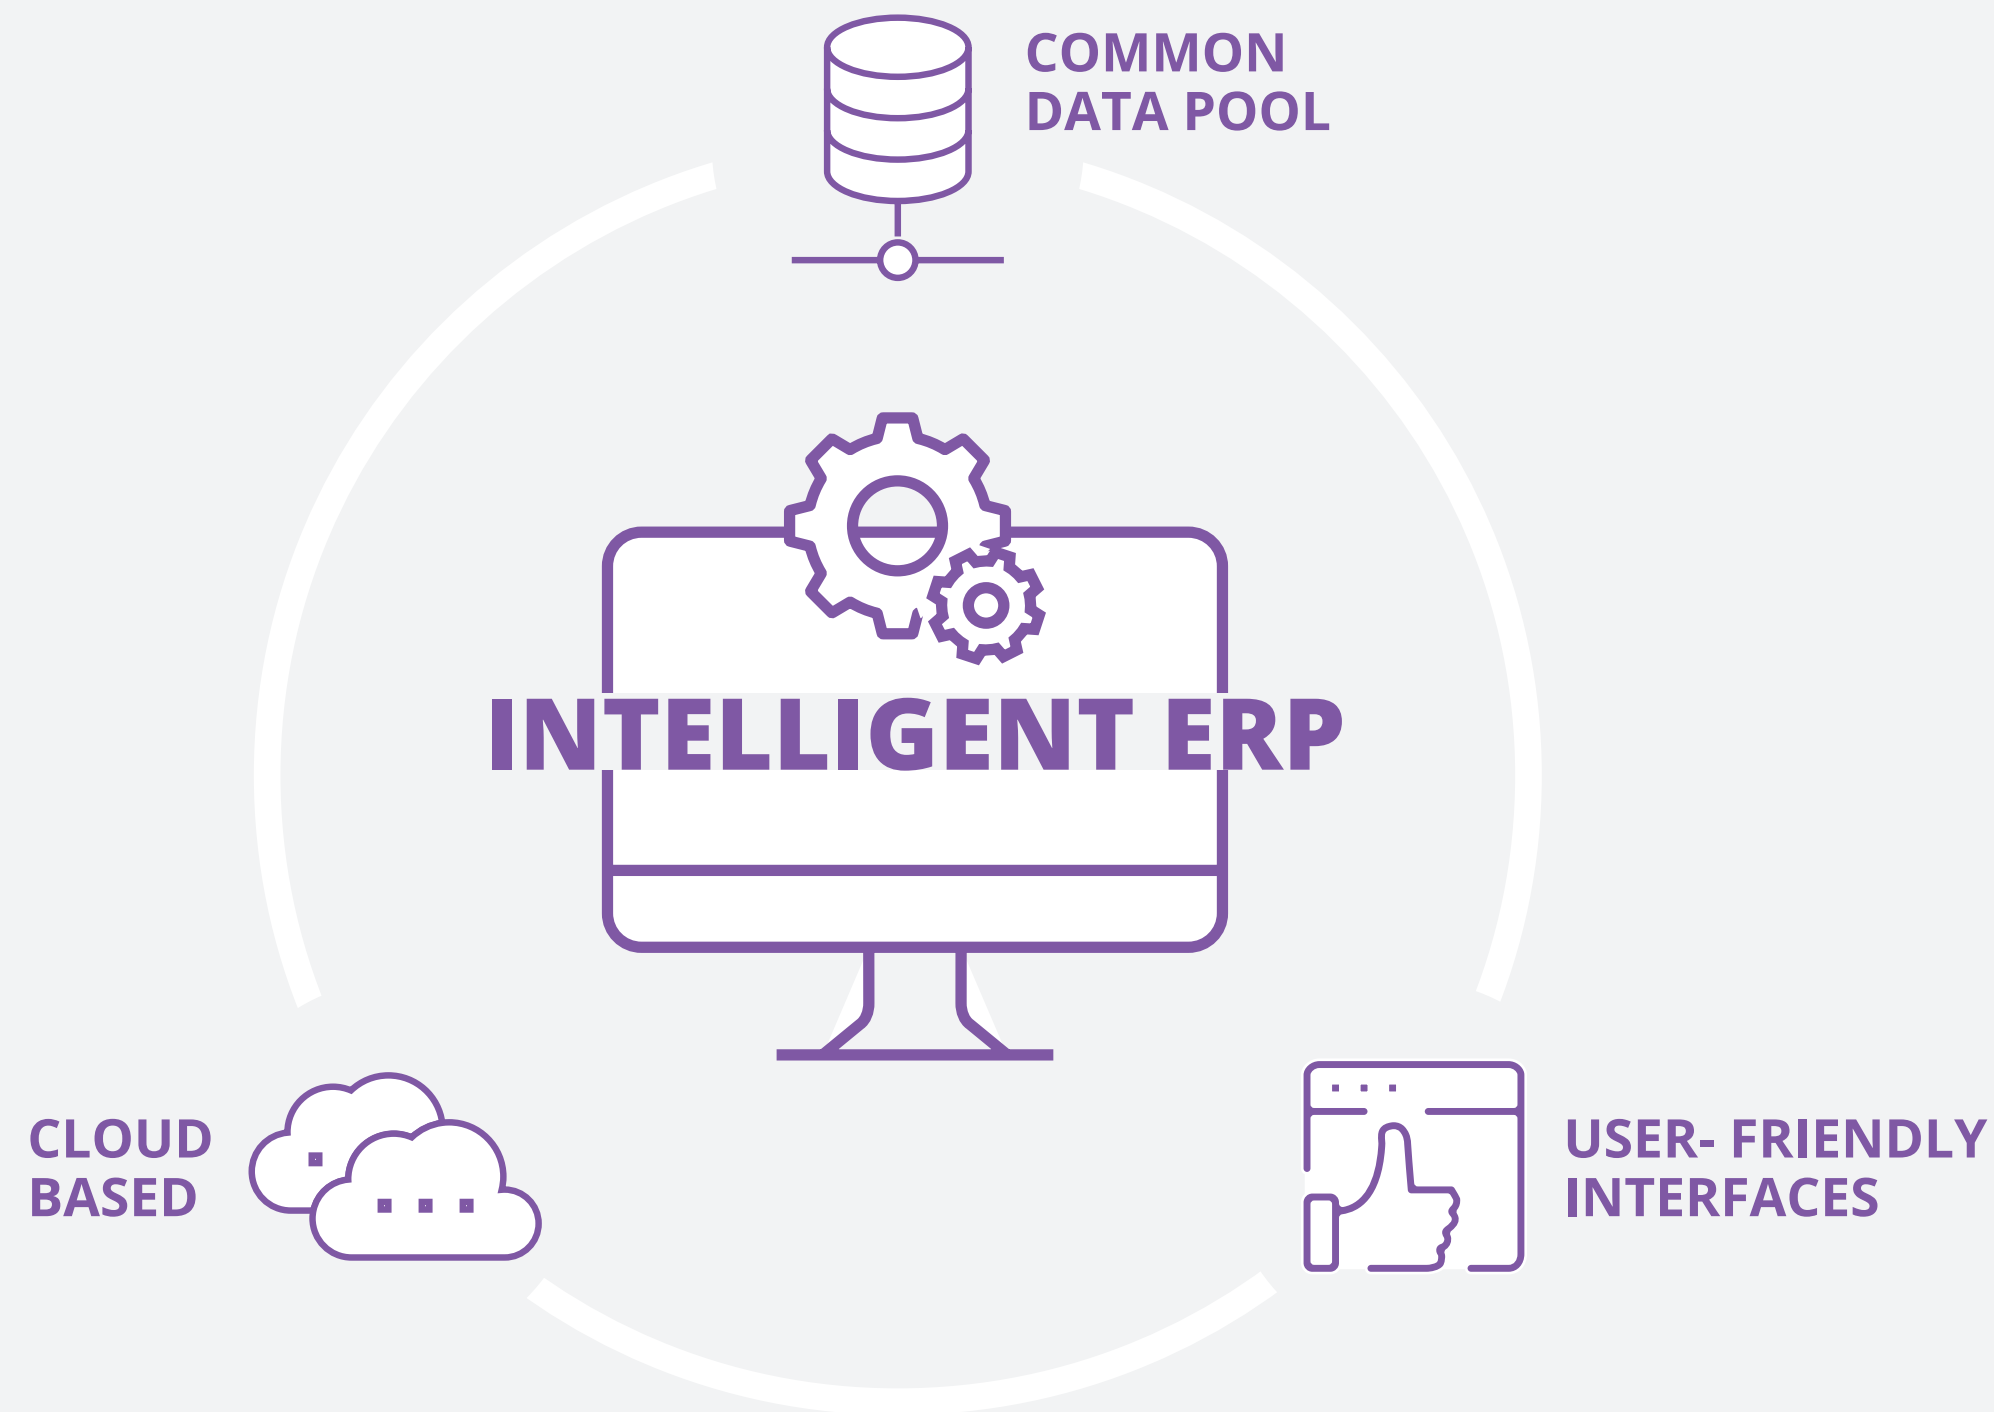 COMMON
DATA POOL
INTELLIGENT ERP
CLOUD
BASED
USER- FRIENDLY
INTERFACES